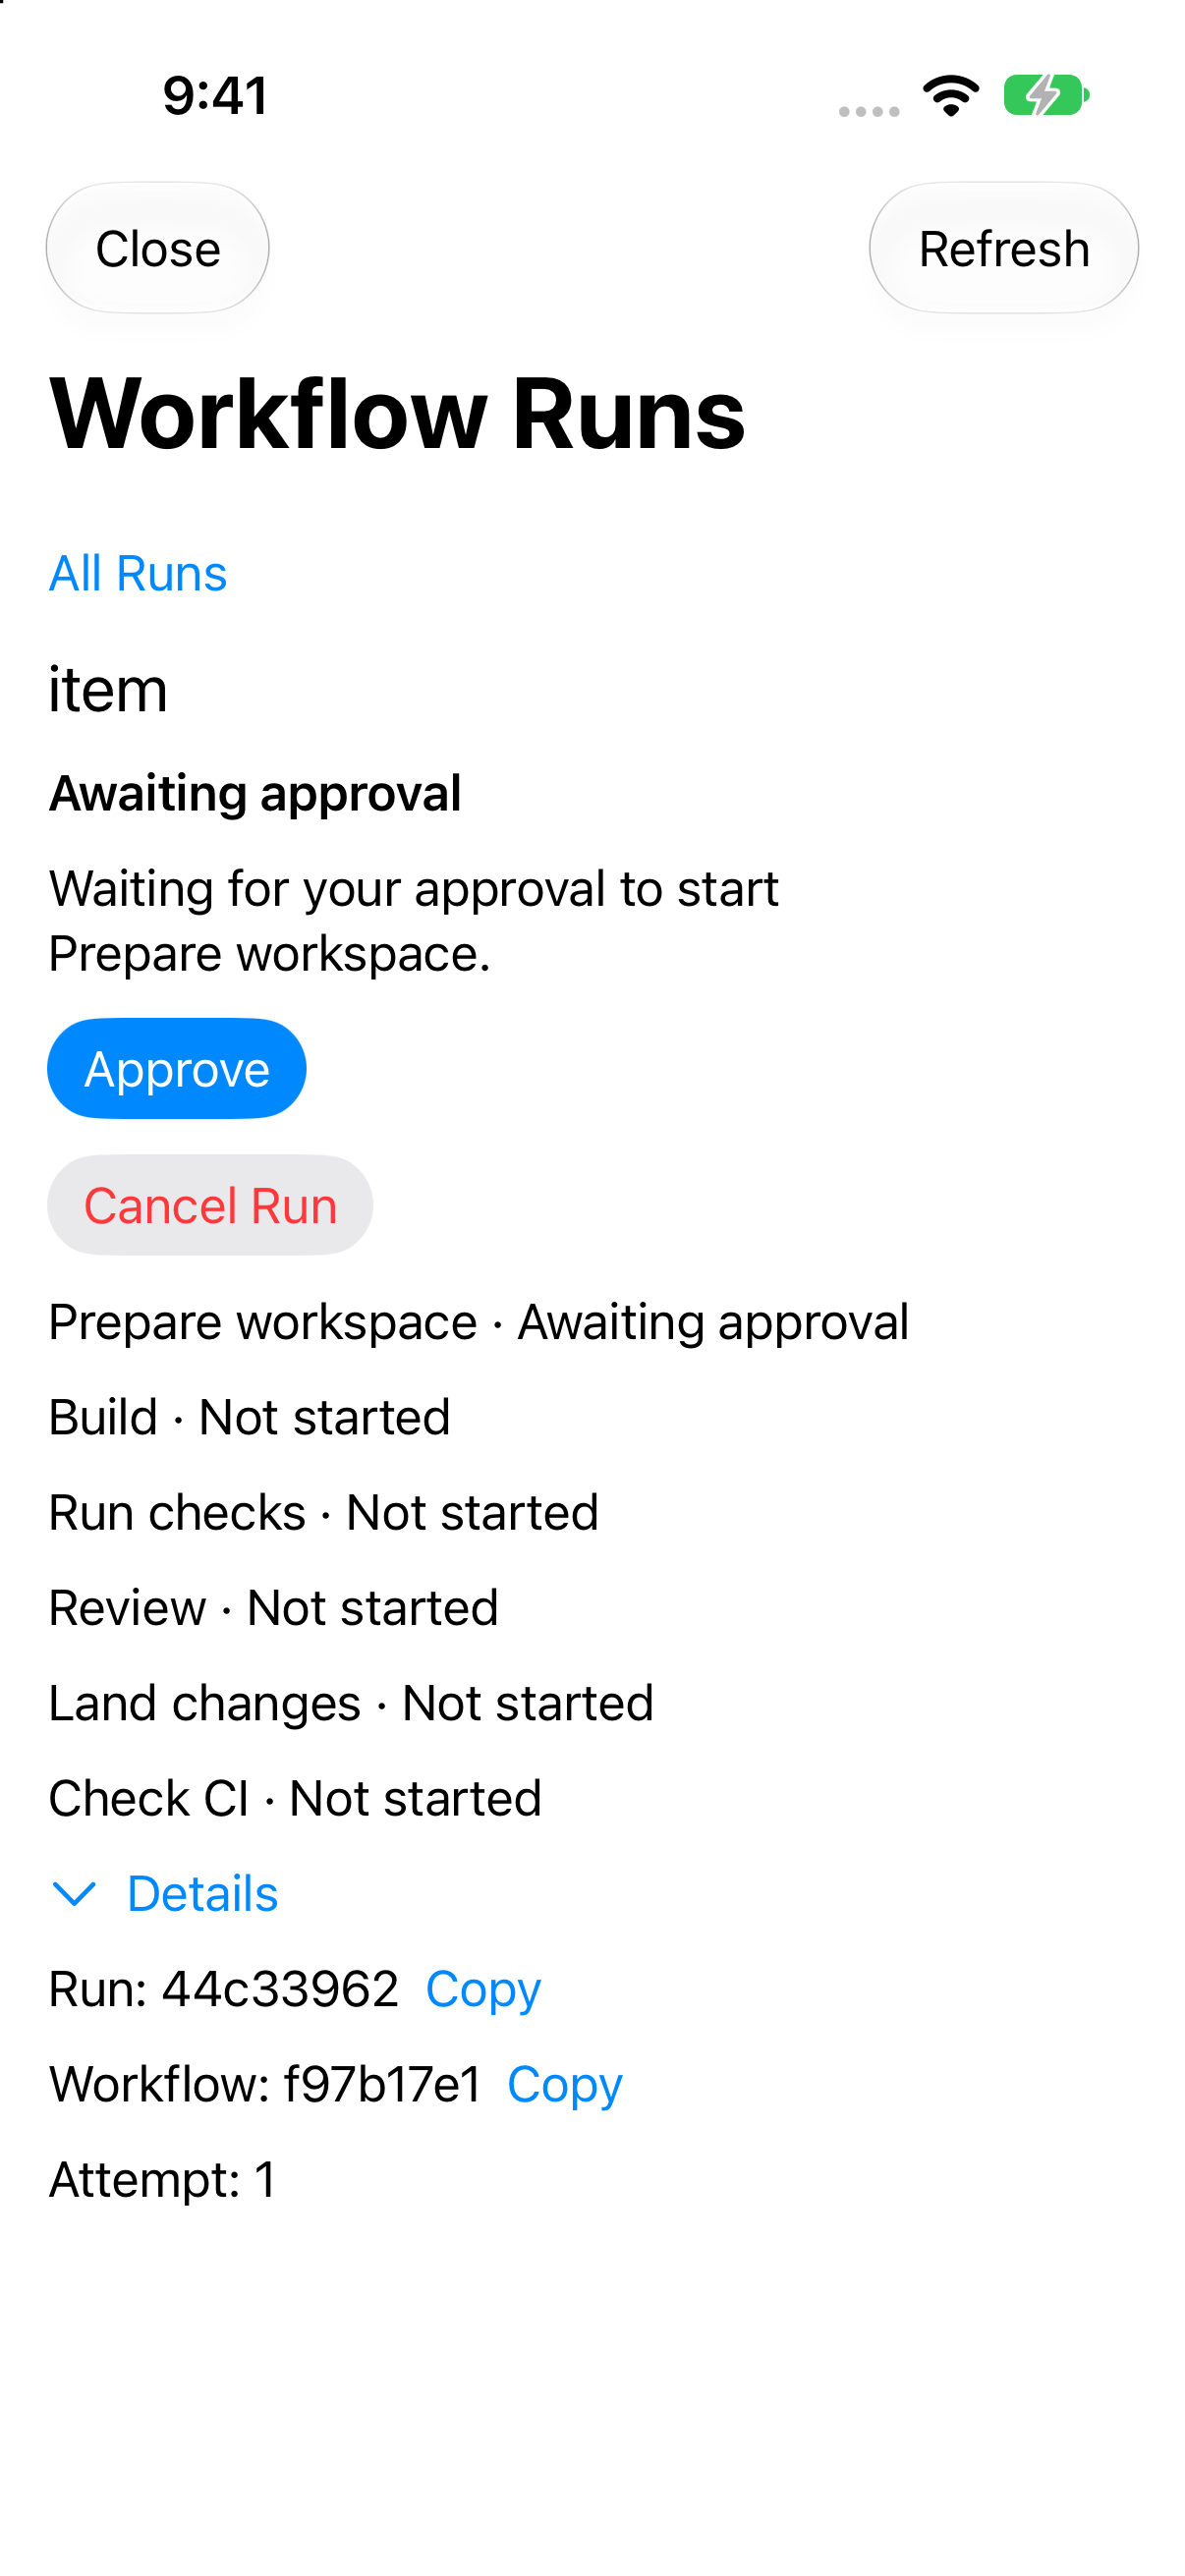 9:41
Close
Refresh
Workflow Runs
All Runs
item
Awaiting approval
Waiting for your approval to start
Prepare workspace.
Approve
Cancel Run
Prepare workspace · Awaiting approval
Build · Not started
Run checks · Not started
Review · Not started
Land changes · Not started
Check CI · Not started
Details
Run: 44c33962 Copy
Workflow: f97b17e1 Copy
Attempt: 1